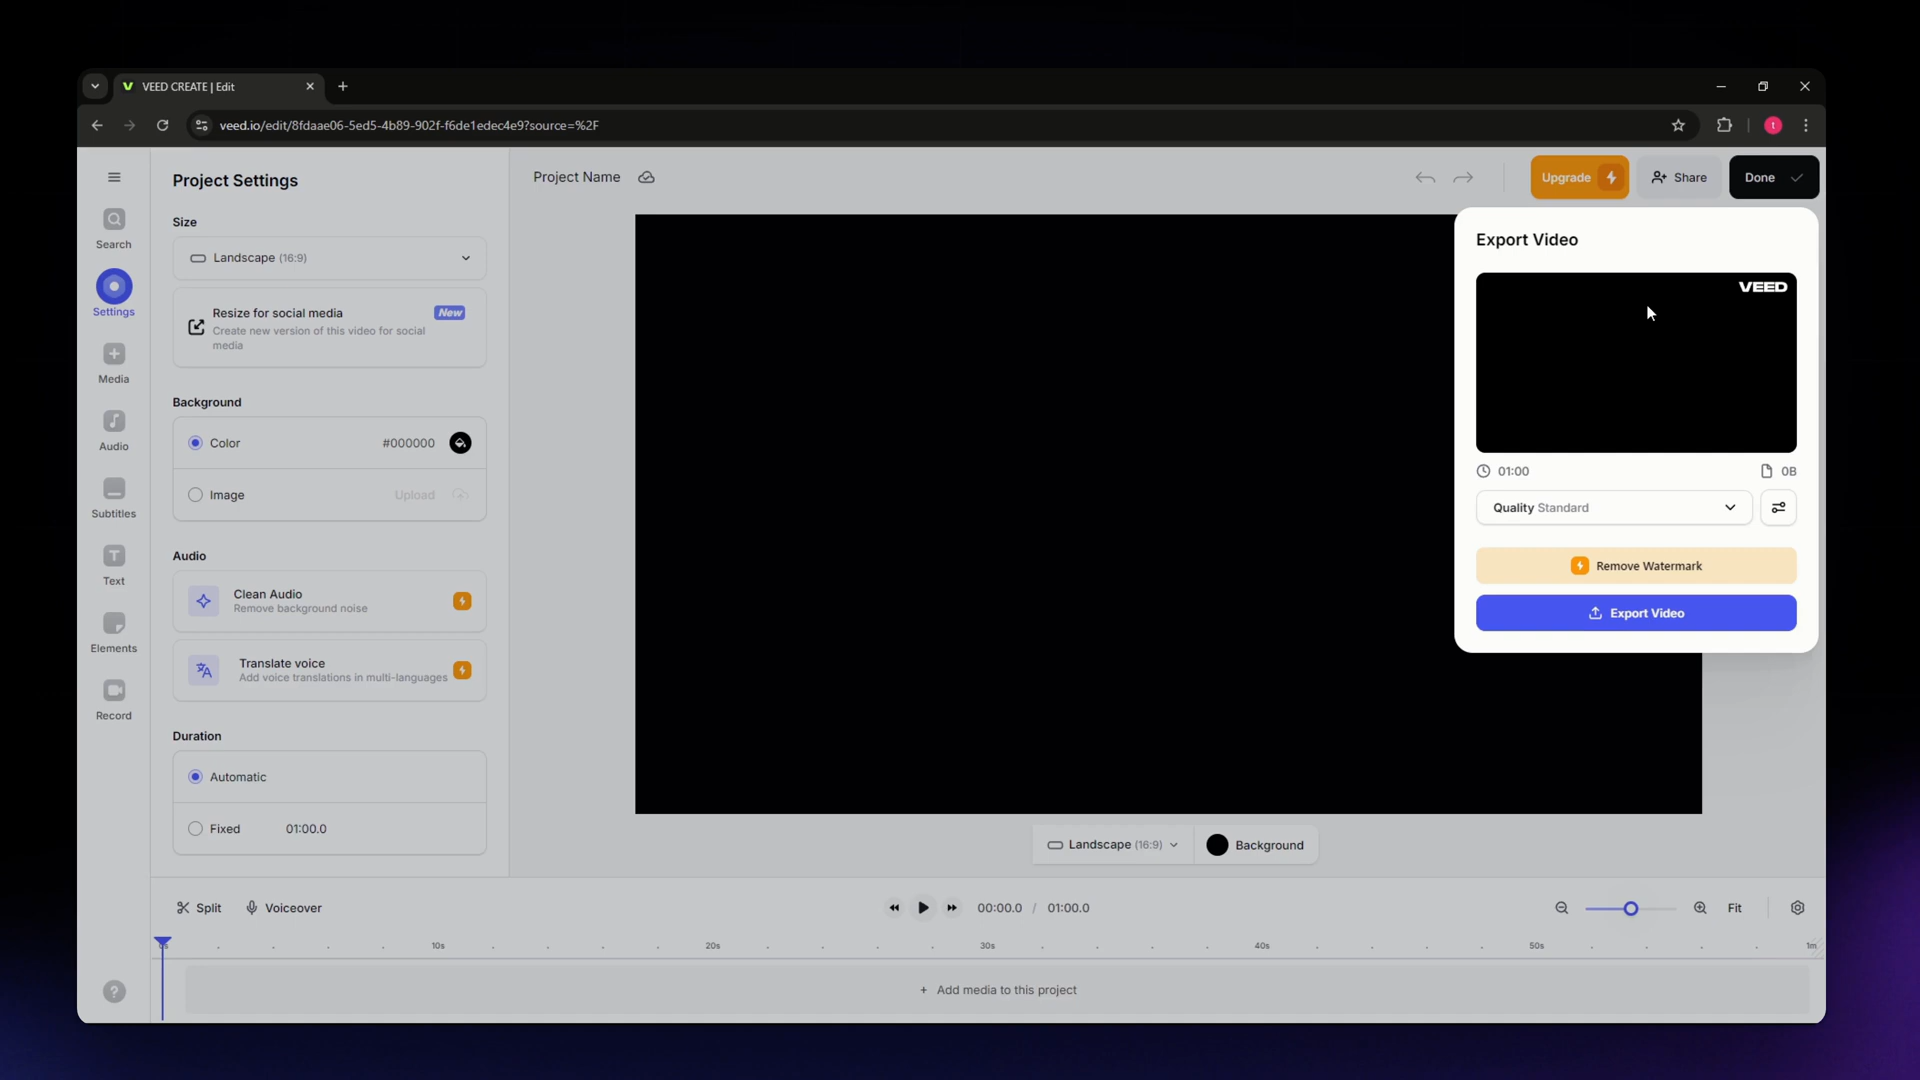 VEED CREATE | Edit
veed.io/edit/8fdaae06-5ed5-4b89-902f-f6de1edec4e9?source=%2F
t
Project Settings
Project Name
Upgrade
Share
Done
Search
Settings
Media
Audio
Subtitles
Text
Elements
Record
Size
Landscape (16:9)
Resize for social media
New
Create new version of this video for social
media
Background
Color
#000000
Image
Upload
Audio
Clean Audio
Remove background noise
Translate voice
Add voice translations in multi-languages
Duration
Automatic
Fixed
01:00.0
Export Video
VEED
01:00
0B
Quality Standard
Remove Watermark
Export Video
Landscape (16:9)
Background
Split
Voiceover
00:00.0 / 01:00.0
Fit
10s
20s
30s
40s
50s
1m
+ Add media to this project
?